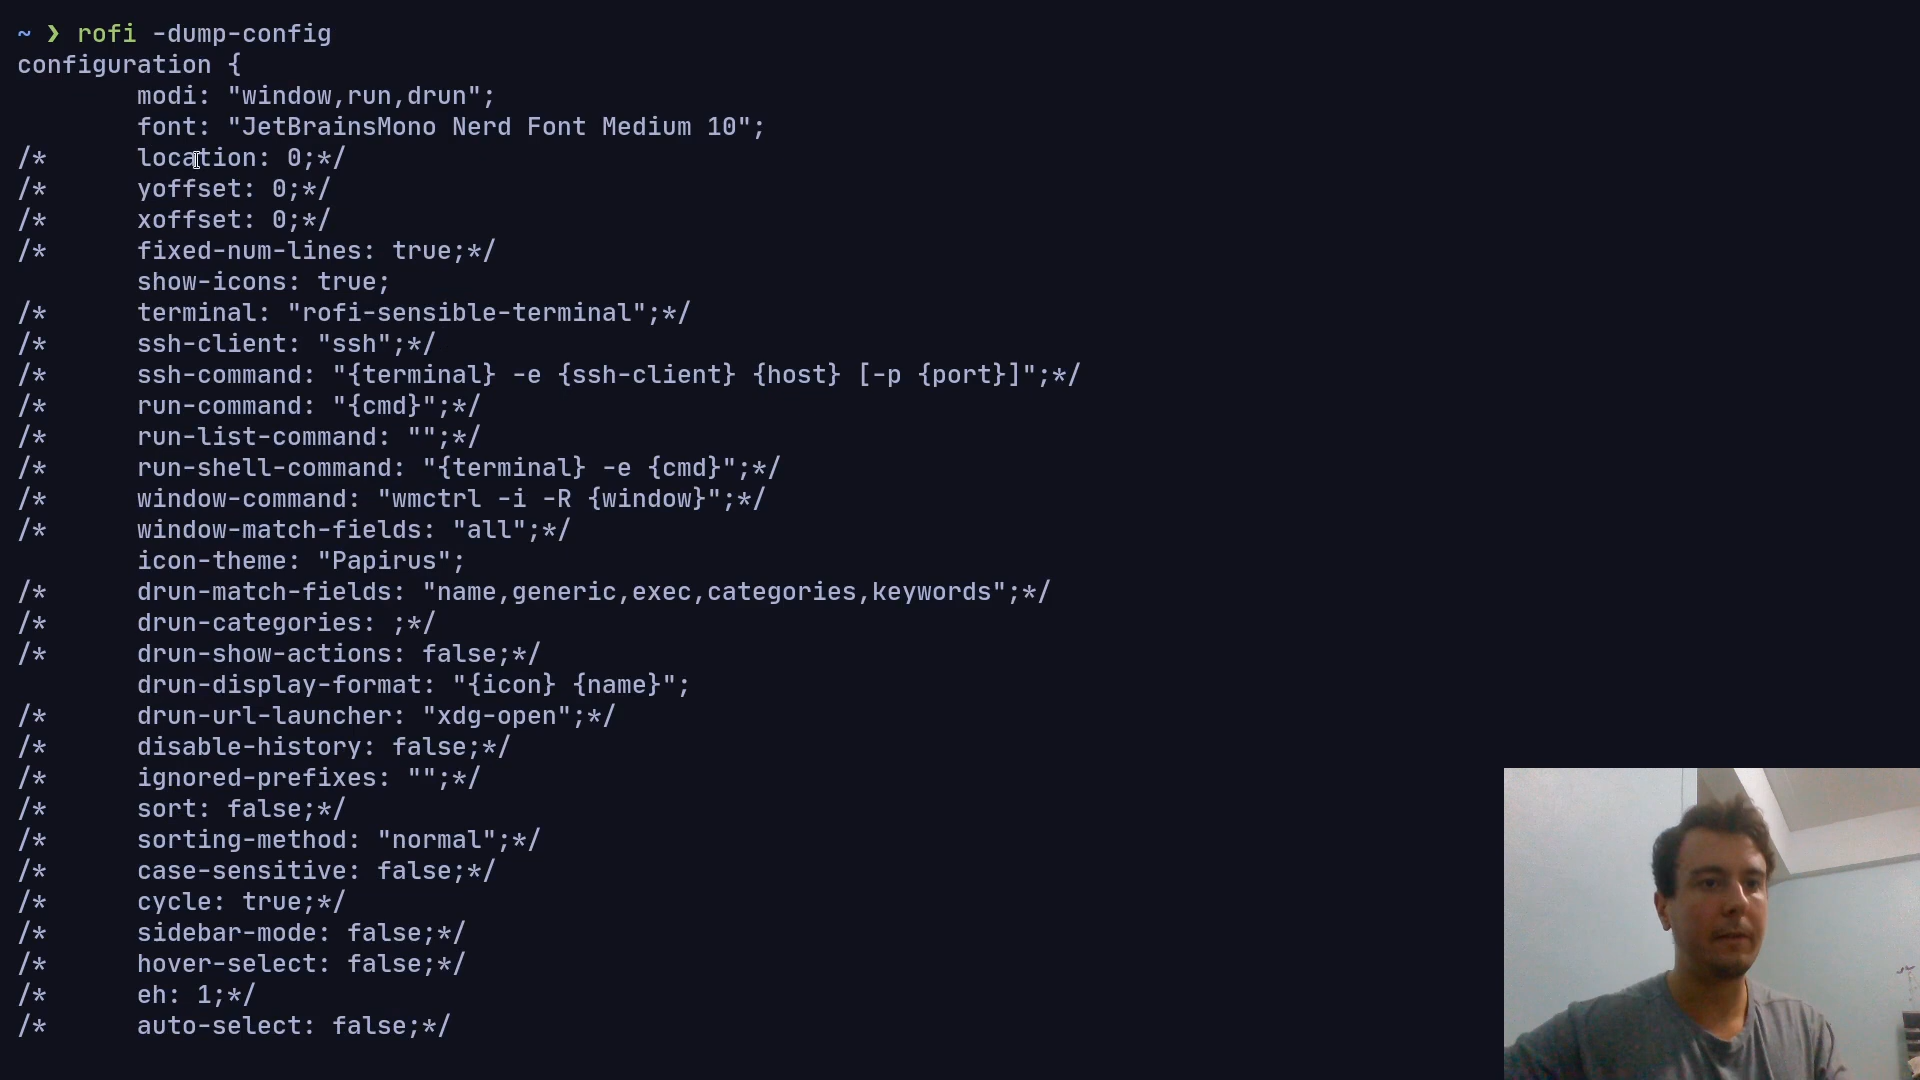 ~ ❯ rofi -dump-config
configuration {
        modi: "window,run,drun";
        font: "JetBrainsMono Nerd Font Medium 10";
/*      location: 0;*/
/*      yoffset: 0;*/
/*      xoffset: 0;*/
/*      fixed-num-lines: true;*/
        show-icons: true;
/*      terminal: "rofi-sensible-terminal";*/
/*      ssh-client: "ssh";*/
/*      ssh-command: "{terminal} -e {ssh-client} {host} [-p {port}]";*/
/*      run-command: "{cmd}";*/
/*      run-list-command: "";*/
/*      run-shell-command: "{terminal} -e {cmd}";*/
/*      window-command: "wmctrl -i -R {window}";*/
/*      window-match-fields: "all";*/
        icon-theme: "Papirus";
/*      drun-match-fields: "name,generic,exec,categories,keywords";*/
/*      drun-categories: ;*/
/*      drun-show-actions: false;*/
        drun-display-format: "{icon} {name}";
/*      drun-url-launcher: "xdg-open";*/
/*      disable-history: false;*/
/*      ignored-prefixes: "";*/
/*      sort: false;*/
/*      sorting-method: "normal";*/
/*      case-sensitive: false;*/
/*      cycle: true;*/
/*      sidebar-mode: false;*/
/*      hover-select: false;*/
/*      eh: 1;*/
/*      auto-select: false;*/